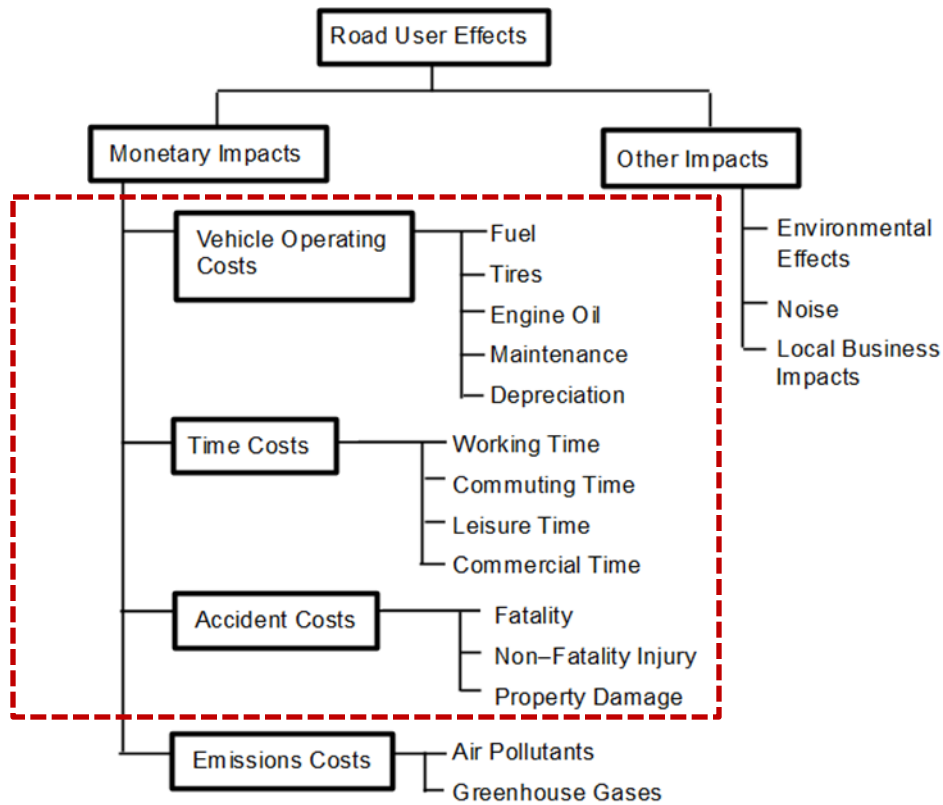 Road User Effects
Monetary Impacts
Other Impacts
Vehicle Operating
Costs
Fuel
Tires
Engine Oil
Maintenance
Depreciation
Environmental
Effects
Noise
Local Business
Impacts
Time Costs
Working Time
Commuting Time
Leisure Time
Commercial Time
Accident Costs
Fatality
Non–Fatality Injury
Property Damage
Emissions Costs
Air Pollutants
Greenhouse Gases